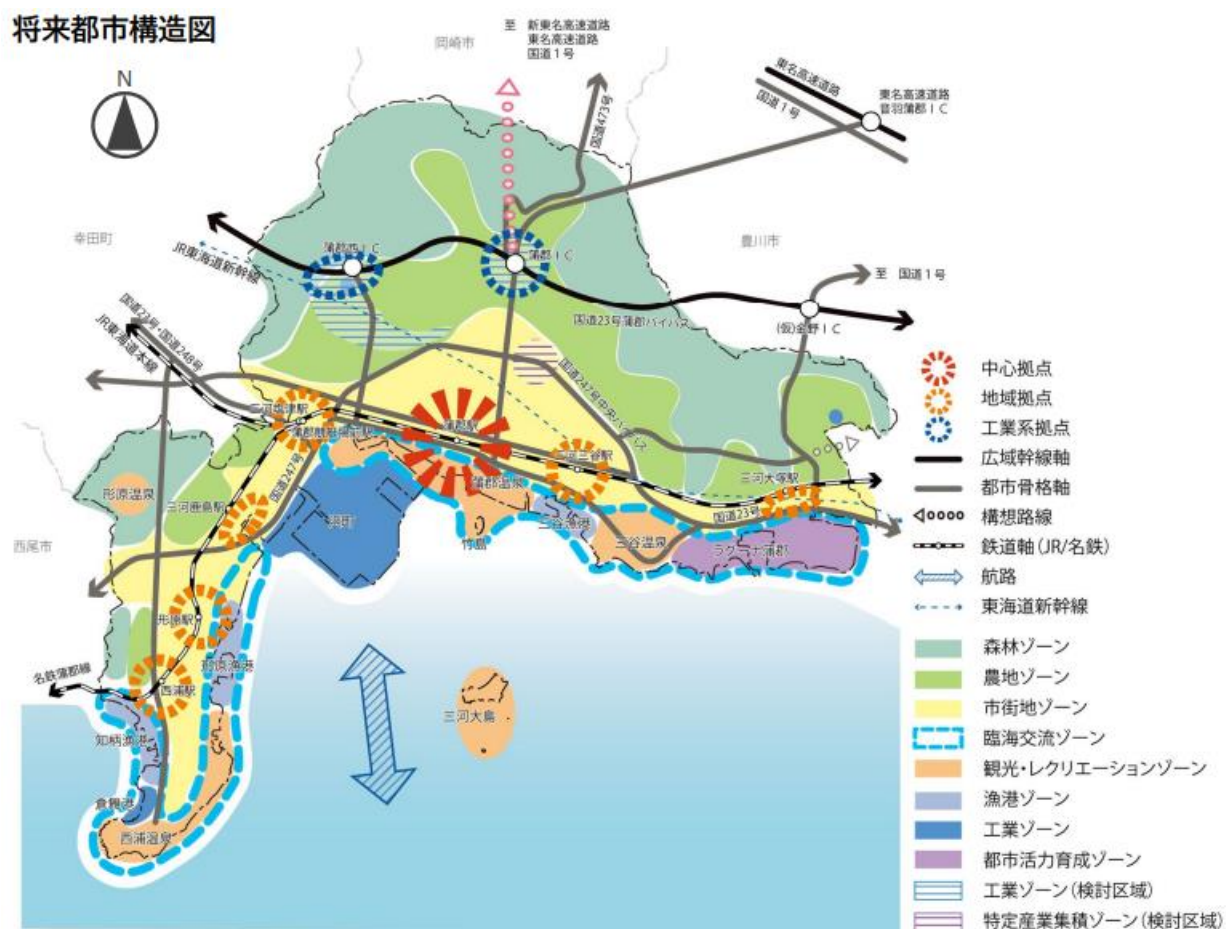 将来都市構造図
N
岡崎市
至 新東名高速道路
東名高速道路
国道1号
国道473号
東名高速道路
国道1号
東名高速道路
音羽蒲郡IC
幸田町
JR東海道新幹線
蒲郡西IC
蒲郡IC
豊川市
至 国道1号
国道23号蒲郡バイパス
(仮)金野IC
国道23号・国道248号
JR東海道本線
国道247号中央バイパス
三河塩津駅
蒲郡競艇場前駅
蒲郡駅
三河三谷駅
三河大塚駅
国道247号
国道23号
形原温泉
三河鹿島駅
蒲郡温泉
浜町
竹島
三谷漁港
三谷温泉
ラグーナ蒲郡
西尾市
形原駅
形原漁港
名鉄蒲郡線
西浦駅
知柄漁港
倉舞港
西浦温泉
三河大島
中心拠点
地域拠点
工業系拠点
広域幹線軸
都市骨格軸
構想路線
鉄道軸(JR/名鉄)
航路
東海道新幹線
森林ゾーン
農地ゾーン
市街地ゾーン
臨海交流ゾーン
観光・レクリエーションゾーン
漁港ゾーン
工業ゾーン
都市活力育成ゾーン
工業ゾーン(検討区域)
特定産業集積ゾーン(検討区域)